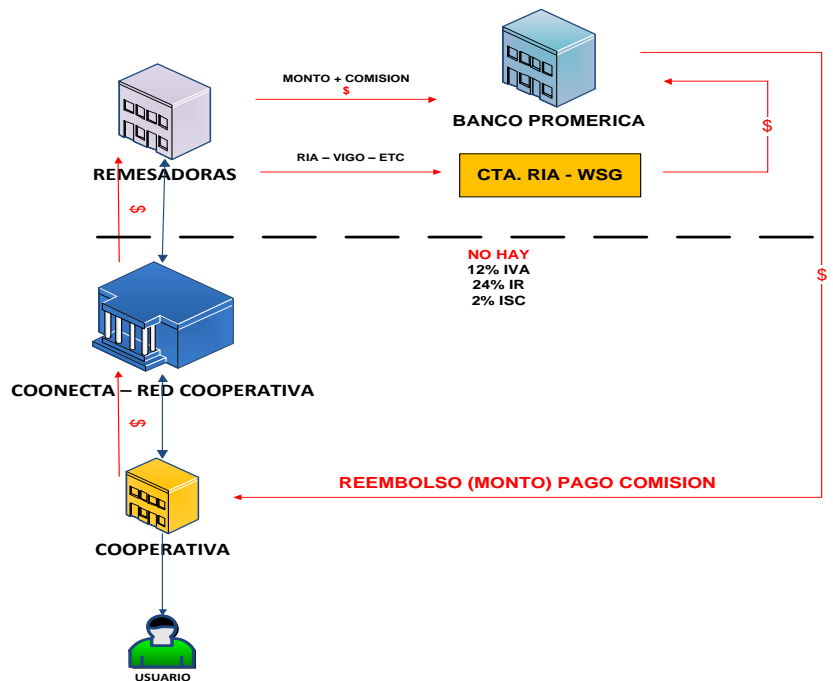 MONTO + COMISION
$
BANCO PROMERICA
REMESADORAS
RIA – VIGO – ETC
CTA. RIA - WSG
$
$
NO HAY
12% IVA
24% IR
2% ISC
$
COONECTA – RED COOPERATIVA
$
REEMBOLSO (MONTO) PAGO COMISION
COOPERATIVA
USUARIO